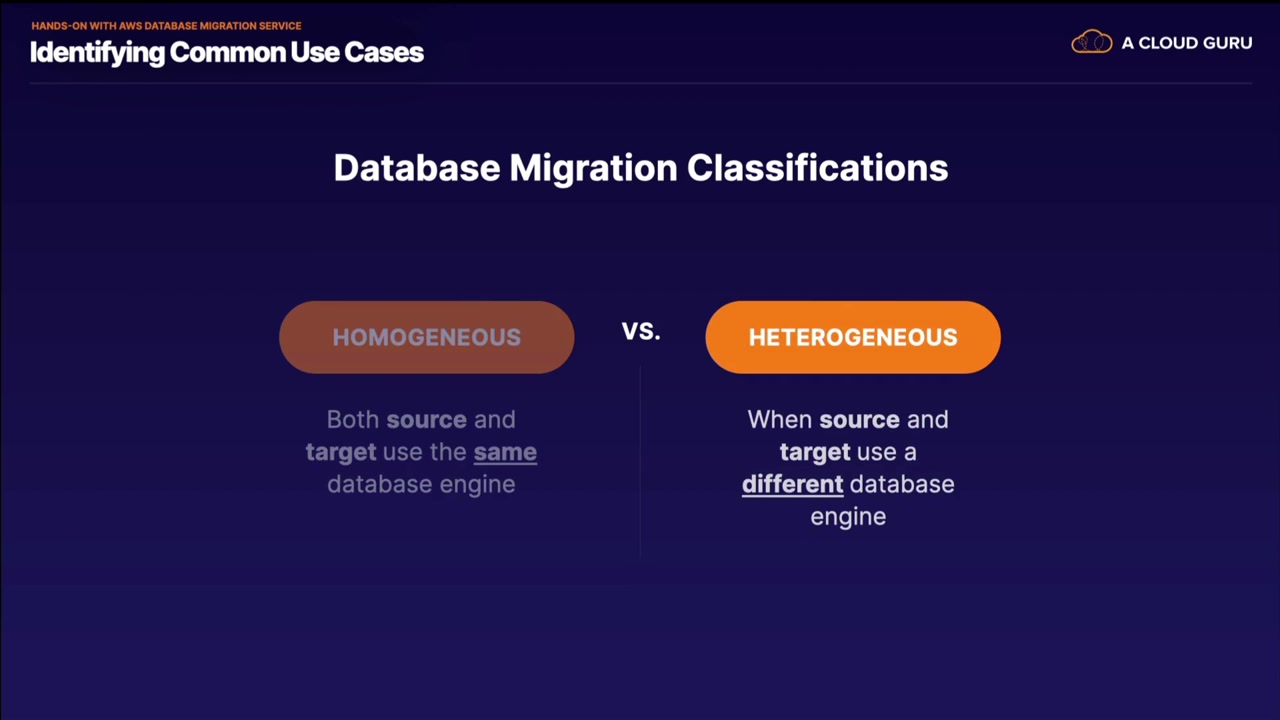 HANDS-ON WITH AWS DATABASE MIGRATION SERVICE
Identifying Common Use Cases
A CLOUD GURU
Database Migration Classifications
HOMOGENEOUS
VS.
HETEROGENEOUS
Both source and
target use the same
database engine
When source and
target use a
different database
engine